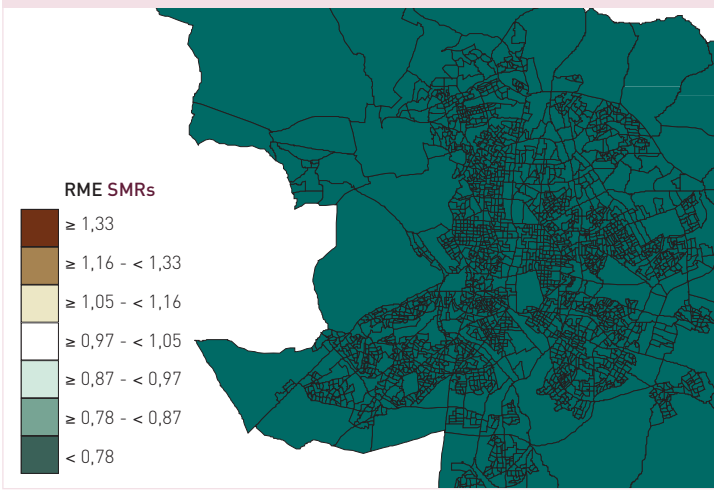 RME SMRs
≥ 1,33
≥ 1,16 - < 1,33
≥ 1,05 - < 1,16
≥ 0,97 - < 1,05
≥ 0,87 - < 0,97
≥ 0,78 - < 0,87
< 0,78